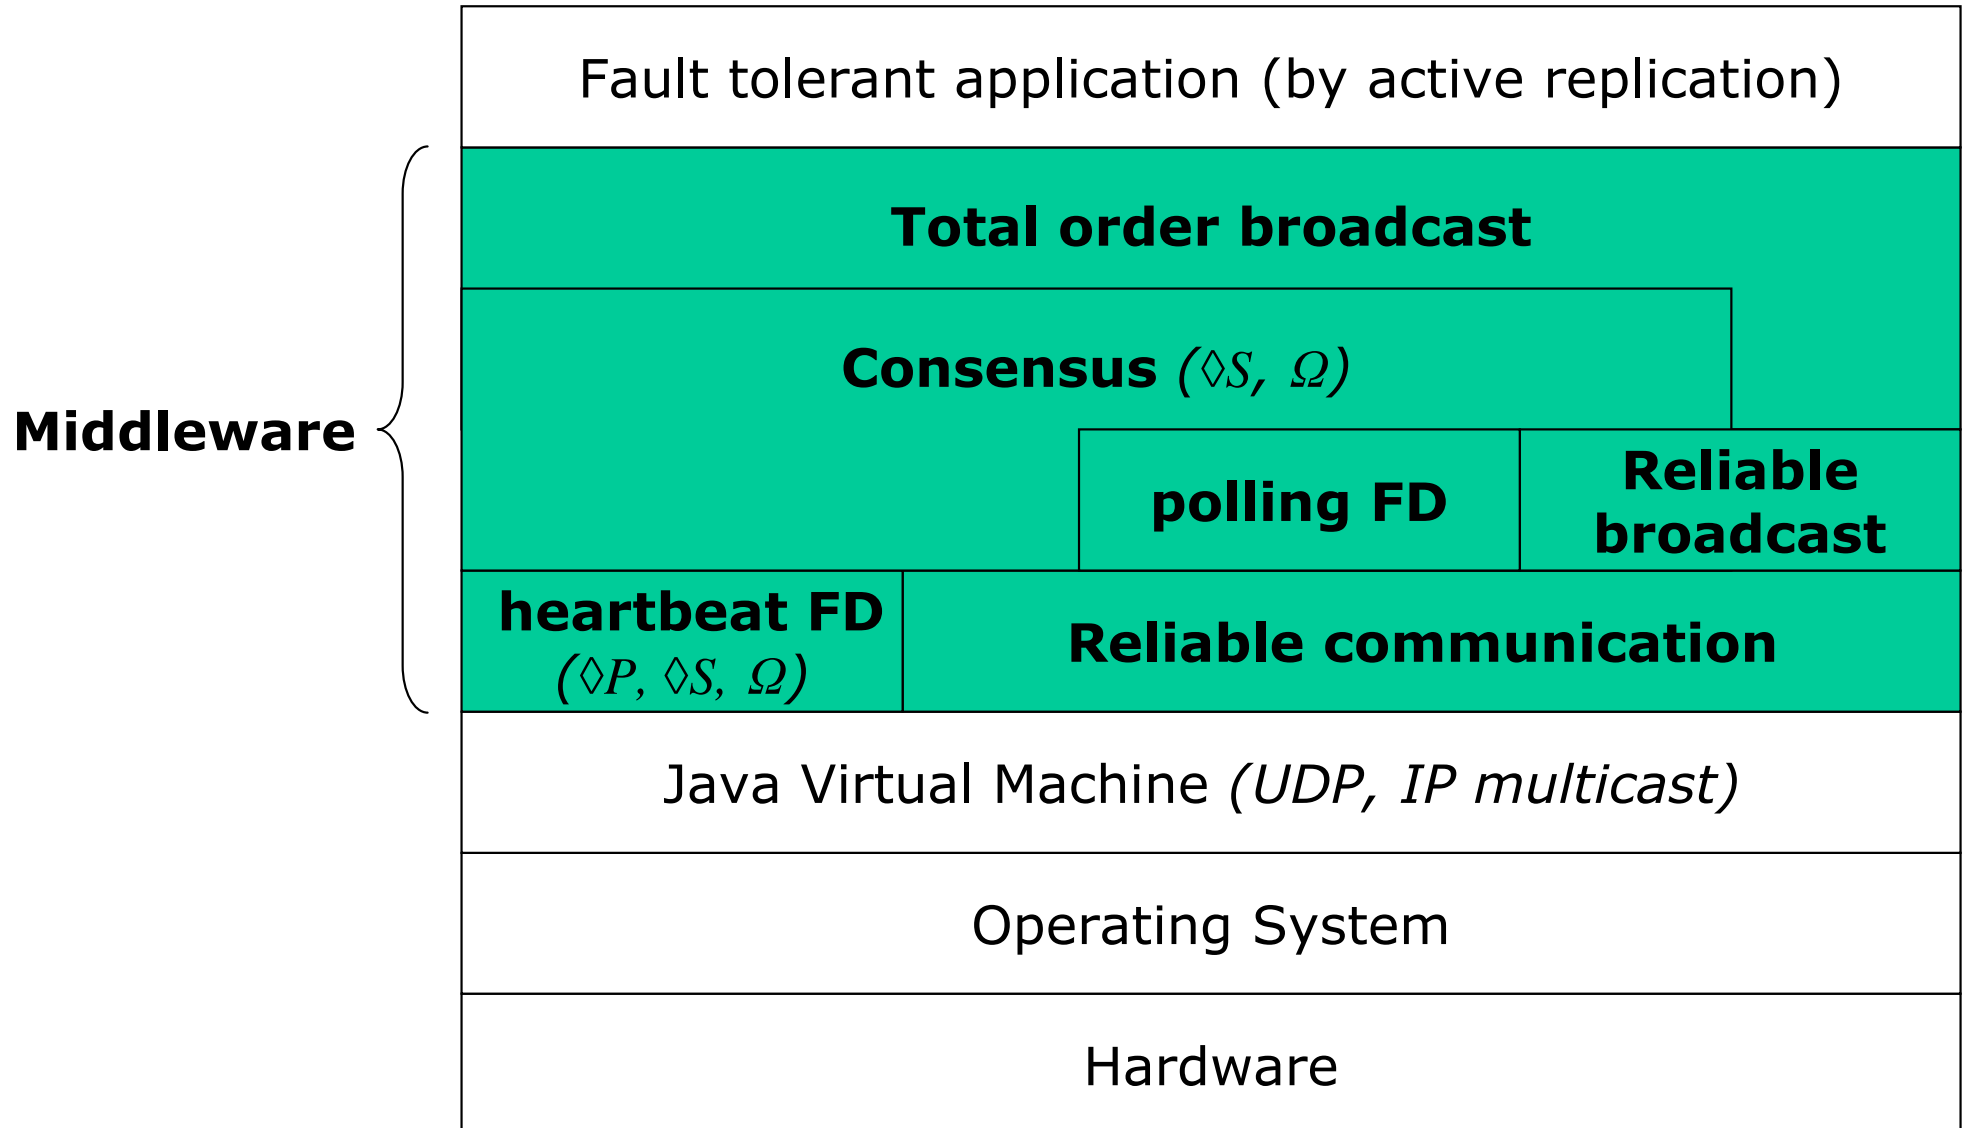 Fault tolerant application (by active replication)
Total order broadcast
Consensus (◊S, Ω)
Middleware
polling FD
Reliable
broadcast
heartbeat FD
(◊P, ◊S, Ω)
Reliable communication
Java Virtual Machine (UDP, IP multicast)
Operating System
Hardware